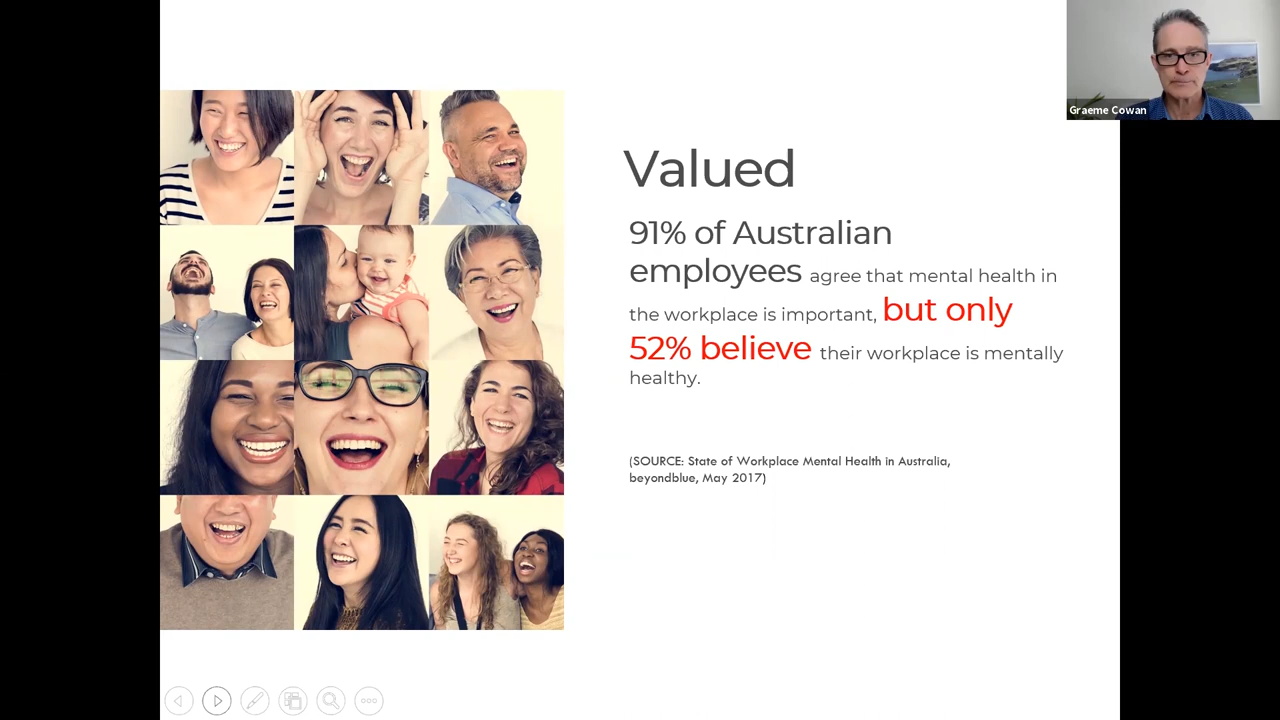 Graeme Cowan
Valued
91% of Australian
employees agree that mental health in
the workplace is important, but only
52% believe their workplace is mentally
healthy.
(SOURCE: State of Workplace Mental Health in Australia,
beyondblue, May 2017)